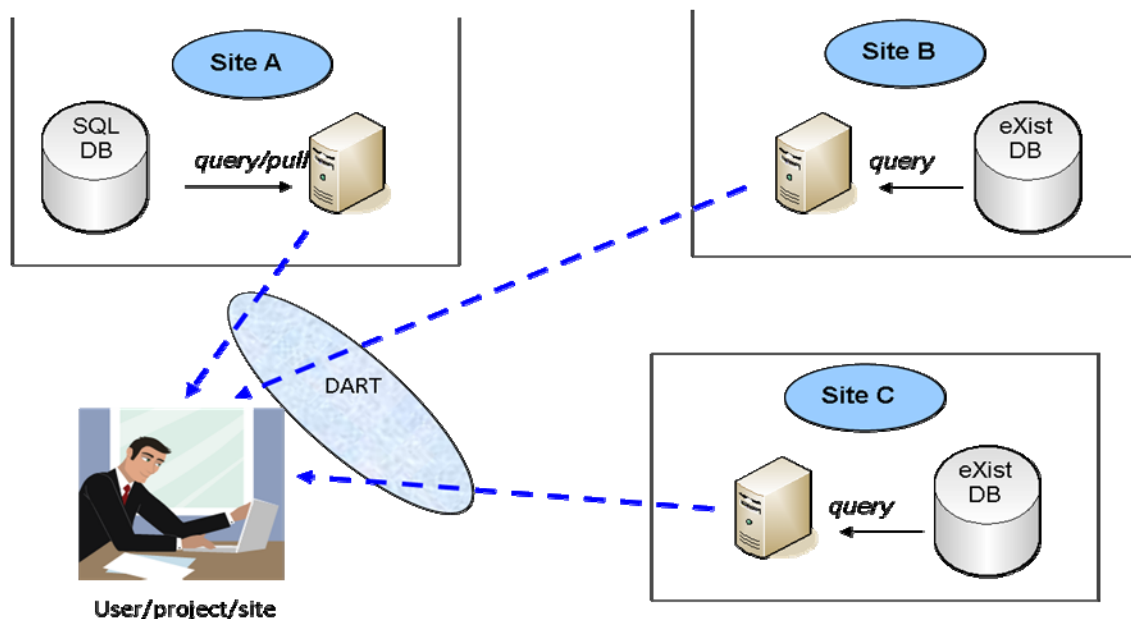 Site A
SQL
DB
query/pull
Site B
query
eXist
DB
DART
Site C
query
eXist
DB
User/project/site